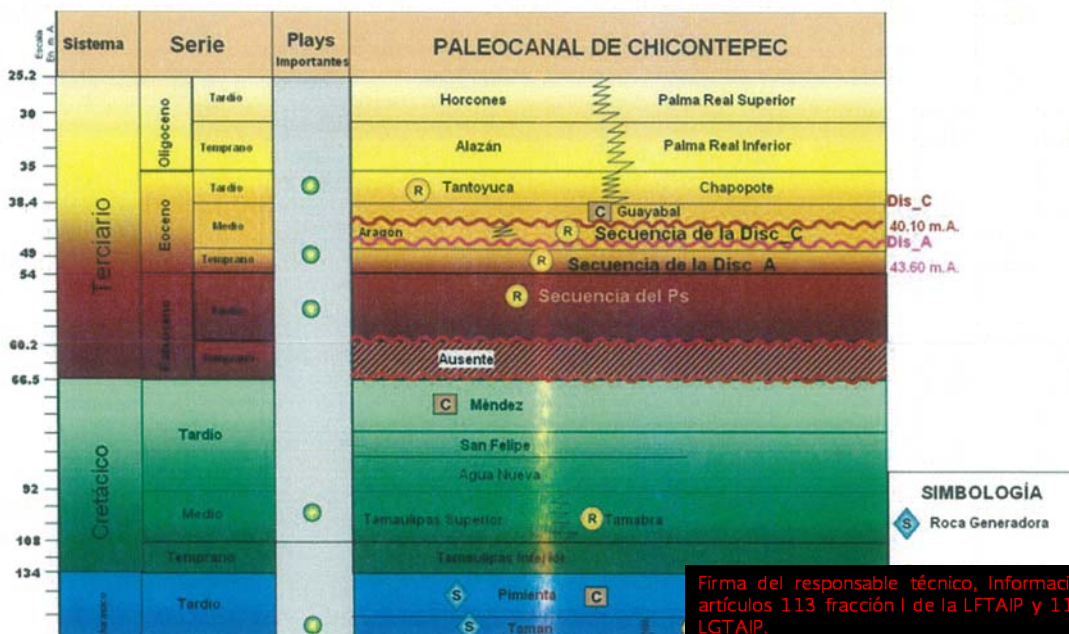 Escala
En m. A.
Sistema
Serie
Plays
Importantes
PALEOCANAL DE CHICONTEPEC
25.2
30
35
38.4
49
54
60.2
66.5
92
108
134
Terciario
Oligoceno
Tardío
Horcones
Palma Real Superior
Temprano
Alazán
Palma Real Inferior
Eoceno
Tardío
R
Tantoyuca
Chapopote
Dis_C
C
Guayabal
40.10 m.A.
Medio
Aragón
R
Secuencia de la Disc_C
Dis_A
Temprano
R
Secuencia de la Disc_A
43.60 m.A.
Paleoceno
Tardío
R
Secuencia del Ps
Temprano
Ausente
Cretácico
Tardío
C
Méndez
San Felipe
Agua Nueva
Medio
Tamaulipas Superior
R
Tamabra
Temprano
Tamaulipas Inferior
Tardío
S
Pimienta
C
S
Taman
SIMBOLOGÍA
S
Roca Generadora
Firma del responsable técnico, Informaci
artículos 113 fracción I de la LFTAIP y 11
LGTAIP.